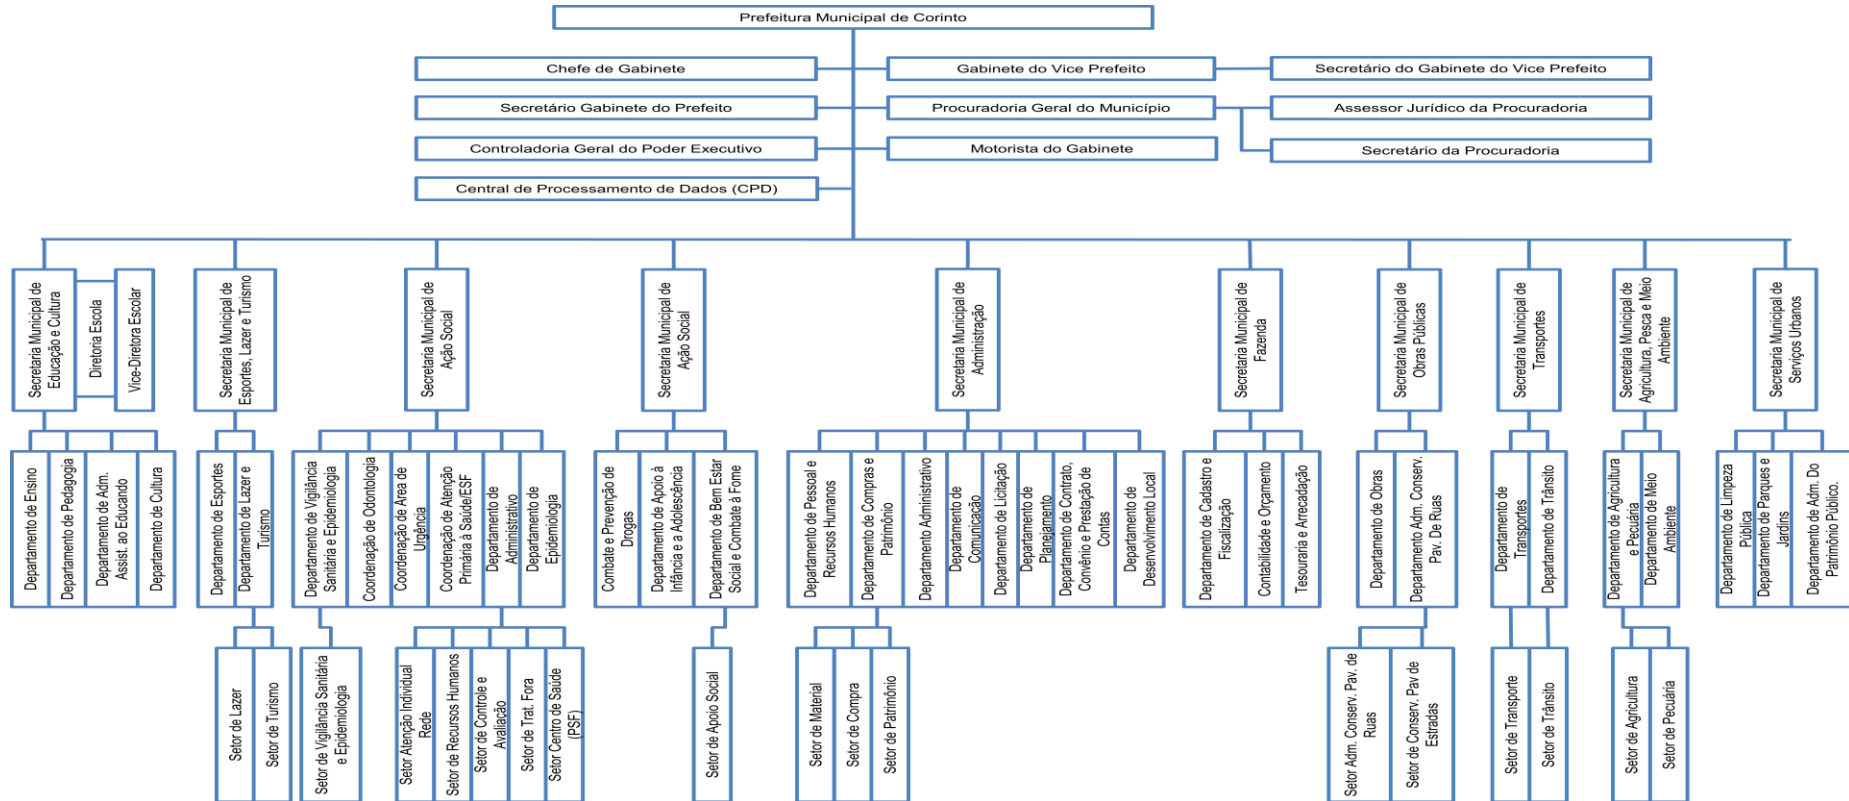 Prefeitura Municipal de Corinto
Chefe de Gabinete
Gabinete do Vice Prefeito
Secretário do Gabinete do Vice Prefeito
Secretário Gabinete do Prefeito
Procuradoria Geral do Município
Assessor Jurídico da Procuradoria
Controladoria Geral do Poder Executivo
Motorista do Gabinete
Secretário da Procuradoria
Central de Processamento de Dados (CPD)
Secretaria Municipal de
Educação e Cultura
Diretoria Escola
Vice-Diretora Escolar
Secretaria Municipal de
Esportes, Lazer e Turismo
Secretaria Municipal de
Ação Social
Secretaria Municipal de
Ação Social
Secretaria Municipal de
Administração
Secretaria Municipal de
Fazenda
Secretaria Municipal de
Obras Públicas
Secretaria Municipal de
Transportes
Secretaria Municipal de
Agricultura, Pesca e Meio
Ambiente
Secretaria Municipal de
Serviços Urbanos
Departamento de Ensino
Departamento de Pedagogia
Departamento de Adm.
Assist. ao Educando
Departamento de Cultura
Departamento de Esportes
Departamento de Lazer e
Turismo
Departamento de Vigilância
Sanitária e Epidemiologia
Coordenação de Odontologia
Coordenação de Area de
Urgência
Coordenação de Atenção
Primária à Saúde/ESF
Departamento de
Administrativo
Departamento de
Epidemiologia
Combate e Prevenção de
Drogas
Departamento de Apoio à
Infância e a Adolescência
Departamento de Bem Estar
Social e Combate à Fome
Departamento de Pessoal e
Recursos Humanos
Departamento de Compras e
Patrimônio
Departamento Administrativo
Departamento de
Comunicação
Departamento de Licitação
Departamento de
Planejamento
Departamento de Contrato,
Convênio e Prestação de
Contas
Departamento de
Desenvolvimento Local
Departamento de Cadastro e
Fiscalização
Contabilidade e Orçamento
Tesouraria e Arrecadação
Departamento de Obras
Departamento Adm. Conserv.
Pav. De Ruas
Departamento de
Transportes
Departamento de Trânsito
Departamento de Agricultura
e Pecuária
Departamento de Meio
Ambiente
Departamento de Limpeza
Pública
Departamento de Parques e
Jardins
Departamento de Adm. Do
Patrimônio Público.
Setor de Lazer
Setor de Turismo
Setor de Vigilância Sanitária
e Epidemiologia
Setor Atenção Individual
Rede
Setor de Recursos Humanos
Setor de Controle e
Avaliação
Setor de Trat. Fora
Setor Centro de Saúde
(PSF)
Setor de Apoio Social
Setor de Material
Setor de Compra
Setor de Patrimônio
Setor Adm. Conserv. Pav. de
Ruas
Setor de Conserv. Pav de
Estradas
Setor de Transporte
Setor de Trânsito
Setor de Agricultura
Setor de Pecuária